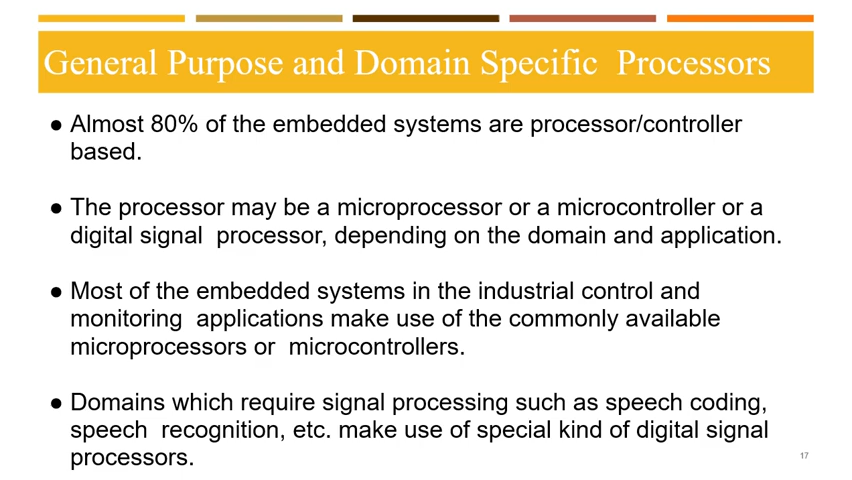 General Purpose and Domain Specific  Processors
● Almost 80% of the embedded systems are processor/controller
based.
● The processor may be a microprocessor or a microcontroller or a
digital signal  processor, depending on the domain and application.
● Most of the embedded systems in the industrial control and
monitoring  applications make use of the commonly available
microprocessors or  microcontrollers.
● Domains which require signal processing such as speech coding,
speech  recognition, etc. make use of special kind of digital signal
processors.
17